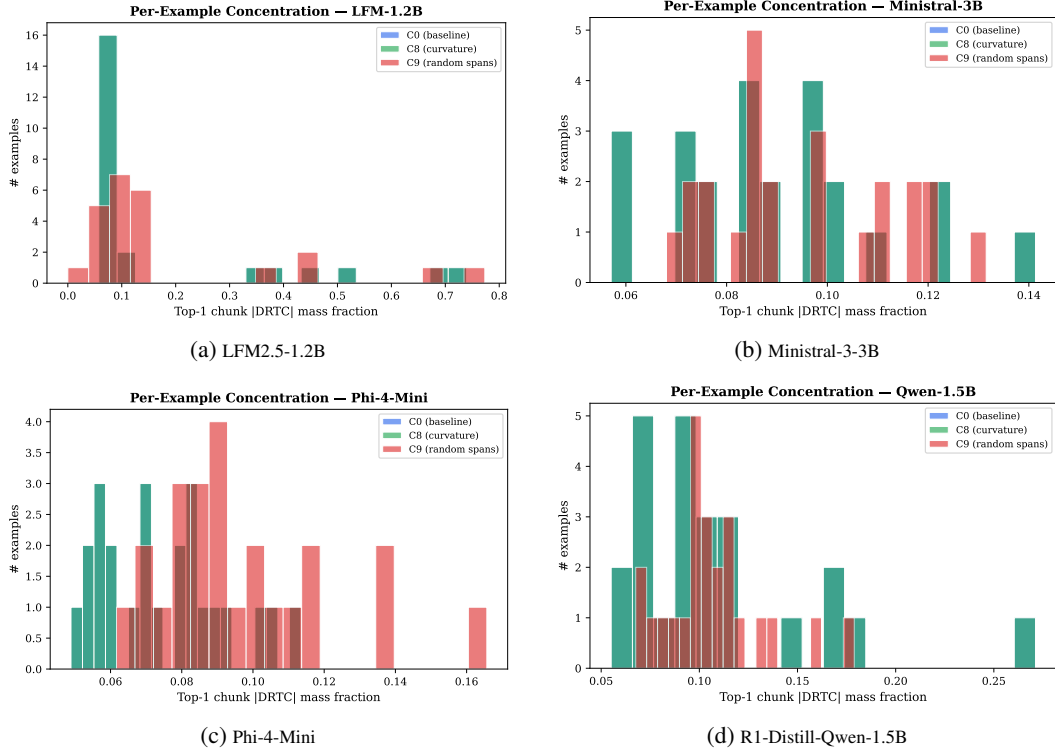 Per-Example Concentration — LFM-1.2B
C0 (baseline)
C8 (curvature)
C9 (random spans)
# examples
16
14
12
10
8
6
4
2
0
0.0 0.1 0.2 0.3 0.4 0.5 0.6 0.7 0.8
Top-1 chunk |DRTC| mass fraction
(a) LFM2.5-1.2B
Per-Example Concentration — Ministral-3B
C0 (baseline)
C8 (curvature)
C9 (random spans)
# examples
5
4
3
2
1
0
0.06 0.08 0.10 0.12 0.14
Top-1 chunk |DRTC| mass fraction
(b) Ministral-3-3B
Per-Example Concentration — Phi-4-Mini
C0 (baseline)
C8 (curvature)
C9 (random spans)
# examples
4.0
3.5
3.0
2.5
2.0
1.5
1.0
0.5
0.0
0.06 0.08 0.10 0.12 0.14 0.16
Top-1 chunk |DRTC| mass fraction
(c) Phi-4-Mini
Per-Example Concentration — Qwen-1.5B
C0 (baseline)
C8 (curvature)
C9 (random spans)
# examples
5
4
3
2
1
0
0.05 0.10 0.15 0.20 0.25
Top-1 chunk |DRTC| mass fraction
(d) R1-Distill-Qwen-1.5B